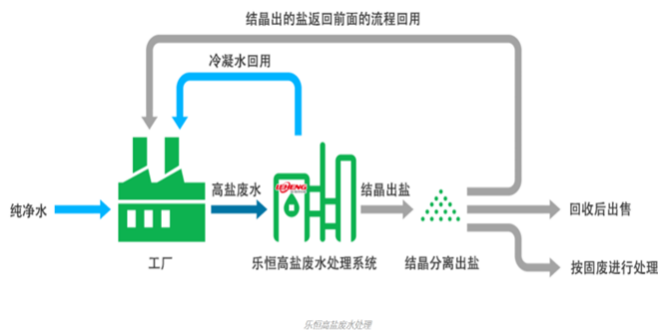 结晶出的盐返回前面的流程回用
冷凝水回用
纯净水
高盐废水
LEHENG
结晶出盐
回收后出售
工厂
乐恒高盐废水处理系统
结晶分离出盐
按固废进行处理
乐恒高盐废水处理